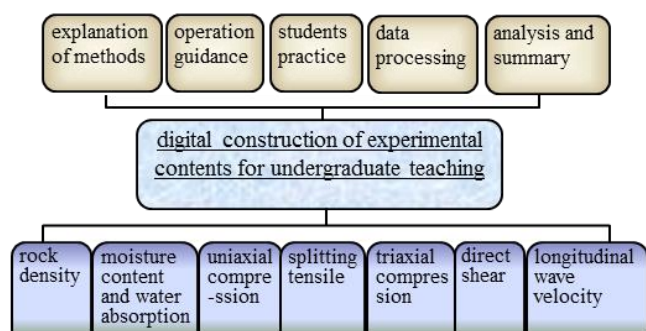 explanation
of methods
operation
guidance
students
practice
data
processing
analysis and
summary
digital construction of experimental
contents for undergraduate teaching
rock
density
moisture
content
and water
absorption
uniaxial
compre
-ssion
splitting
tensile
triaxial
compres
sion
direct
shear
longitudinal
wave
velocity